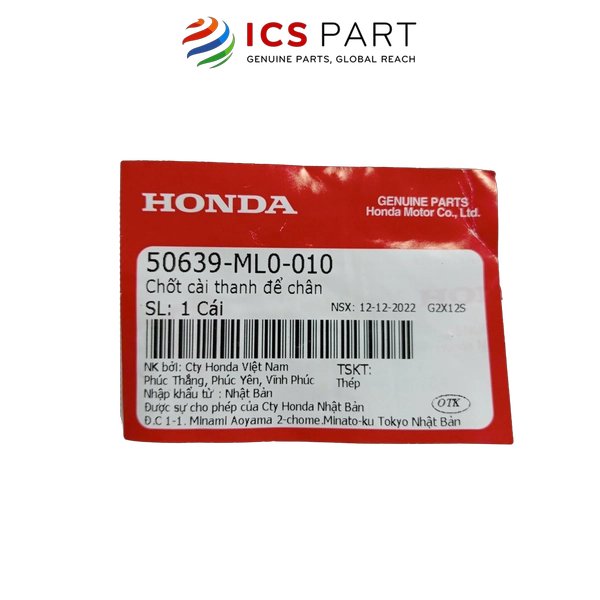 ICS PART
GENUINE PARTS, GLOBAL REACH
HONDA
GENUINE PARTS
Honda Motor Co., Ltd.
50639-ML0-010
Chốt cài thanh để chân
SL: 1 Cái
NSX: 12-12-2022 G2X12S
NK bởi: Cty Honda Việt Nam
TSKT:
Phúc Thắng, Phúc Yên, Vĩnh Phúc
Thép
Nhập khẩu từ : Nhật Bản
Được sự cho phép của Cty Honda Nhật Bản
OTK
Đ.C 1-1. Minami Aoyama 2-chome.Minato-ku Tokyo Nhật Bản